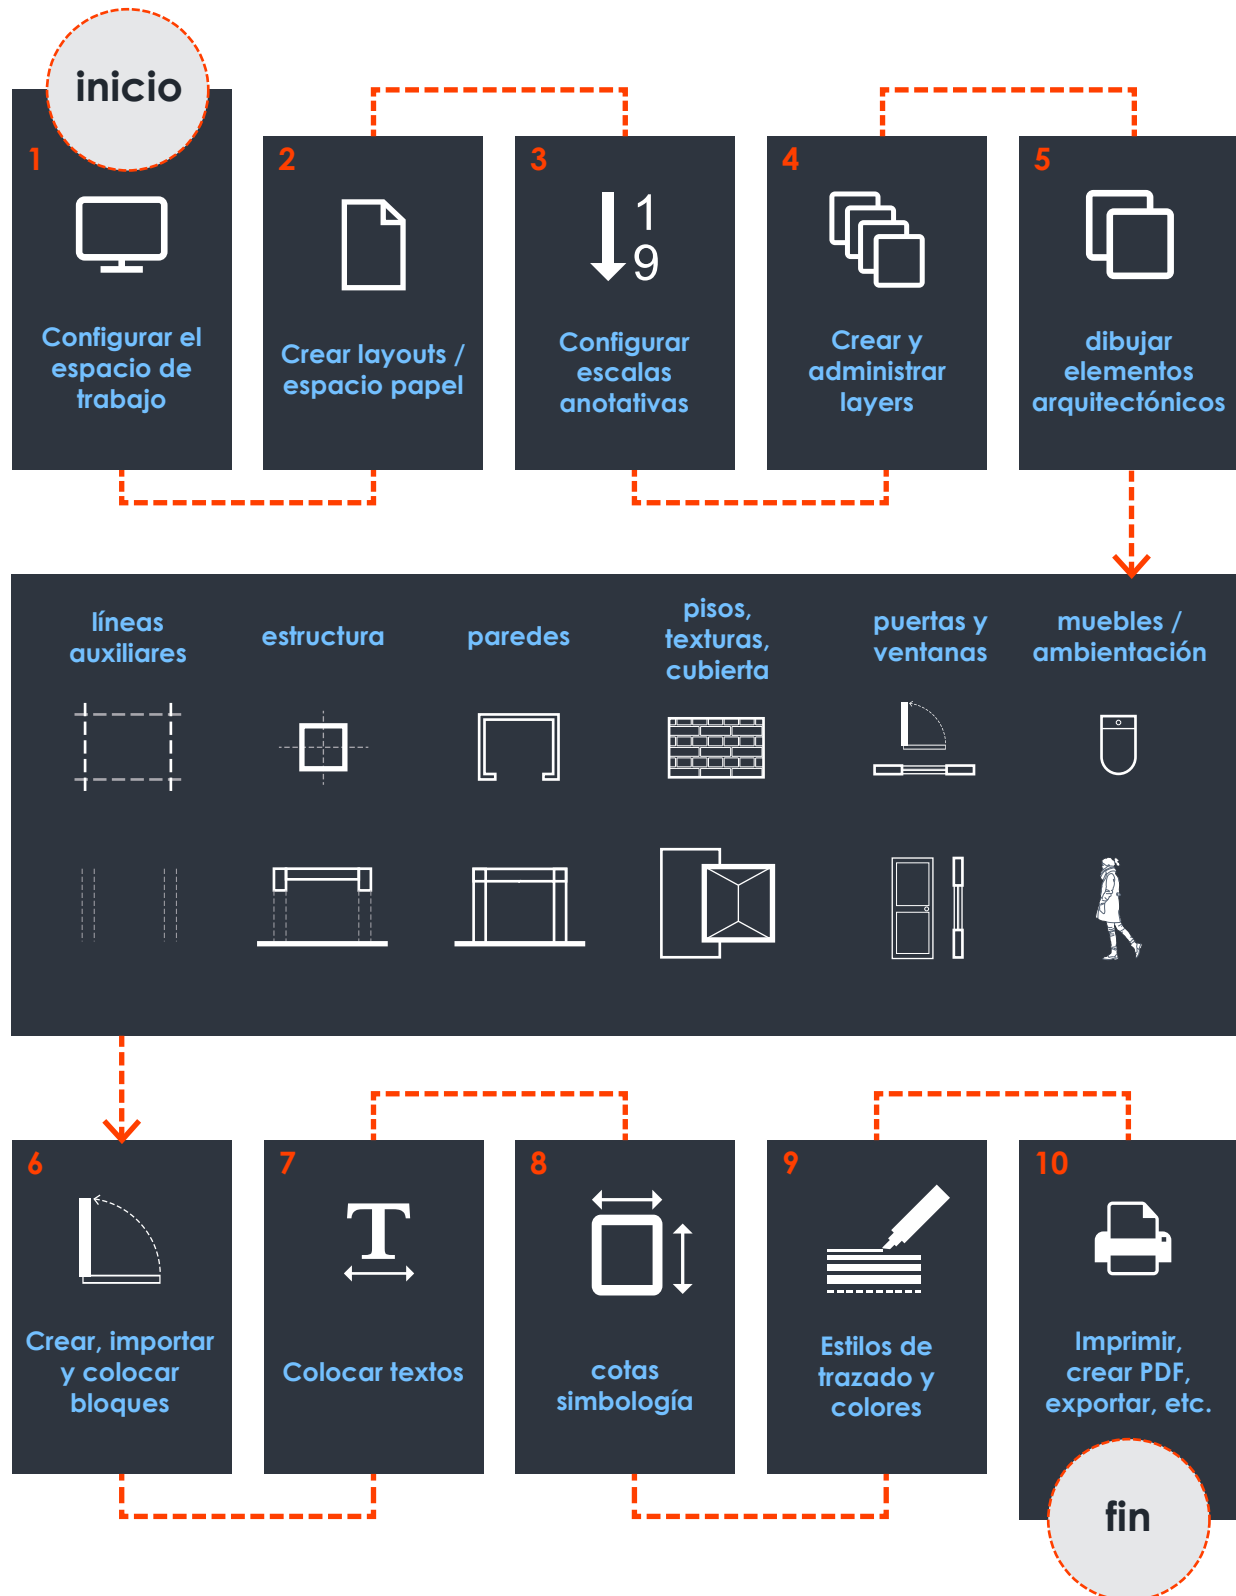 inicio
1
Configurar el
espacio de
trabajo
2
Crear layouts /
espacio papel
3
1
9
Configurar
escalas
anotativas
4
Crear y
administrar
layers
5
dibujar
elementos
arquitectónicos
líneas
auxiliares
estructura
paredes
pisos,
texturas,
cubierta
puertas y
ventanas
muebles /
ambientación
6
Crear, importar
y colocar
bloques
7
T
Colocar textos
8
cotas
simbología
9
Estilos de
trazado y
colores
10
Imprimir,
crear PDF,
exportar, etc.
fin